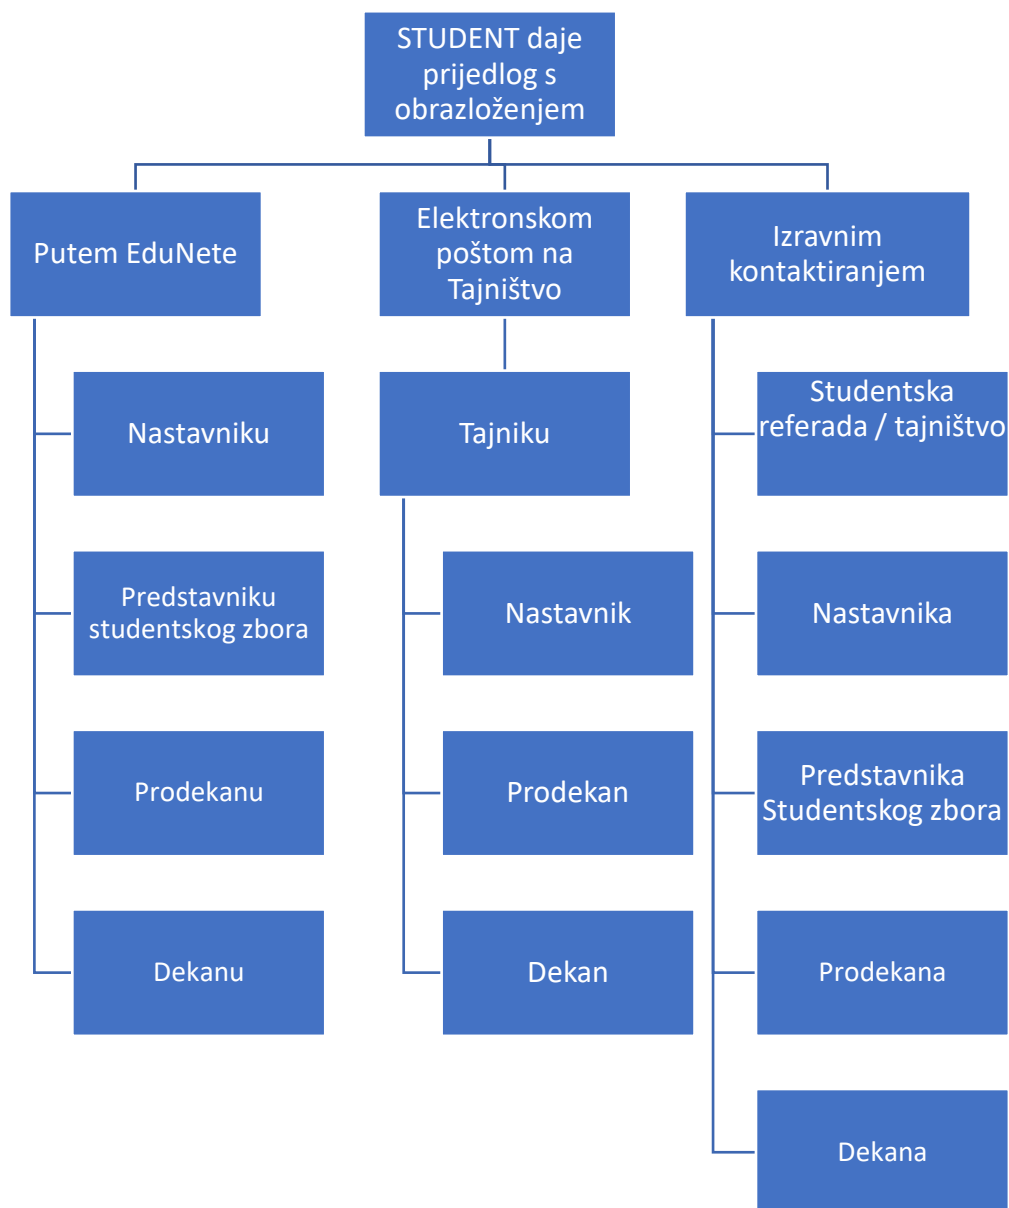 STUDENT daje
prijedlog s
obrazloženjem
Putem EduNete
Elektronskom
poštom na
Tajništvo
Izravnim
kontaktiranjem
Nastavniku
Predstavniku
studentskog zbora
Prodekanu
Dekanu
Tajniku
Nastavnik
Prodekan
Dekan
Studentska
referada / tajništvo
Nastavnika
Predstavnika
Studentskog zbora
Prodekana
Dekana